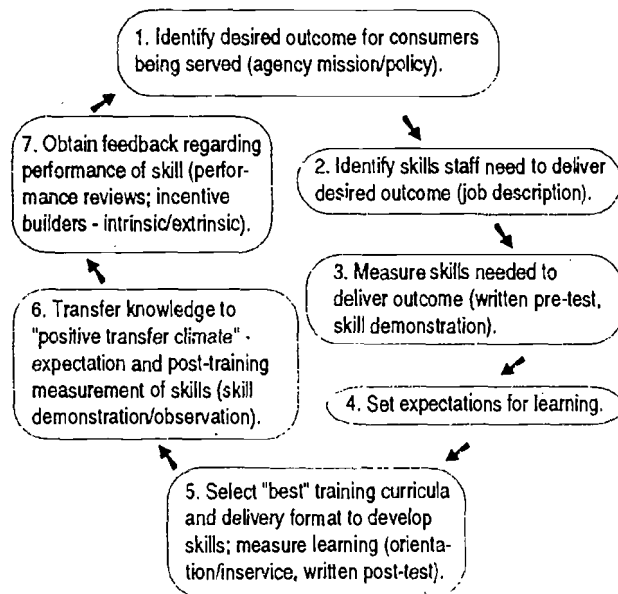 1. Identify desired outcome for consumers
being served (agency mission/policy).
2. Identify skills staff need to deliver
desired outcome (job description).
3. Measure skills needed to
deliver outcome (written pre-test,
skill demonstration).
4. Set expectations for learning.
5. Select "best" training curricula
and delivery format to develop
skills; measure learning (orienta-
tion/inservice, written post-test).
6. Transfer knowledge to
"positive transfer climate" -
expectation and post-training
measurement of skills (skill
demonstration/observation).
7. Obtain feedback regarding
performance of skill (perfor-
mance reviews; incentive
builders - intrinsic/extrinsic).